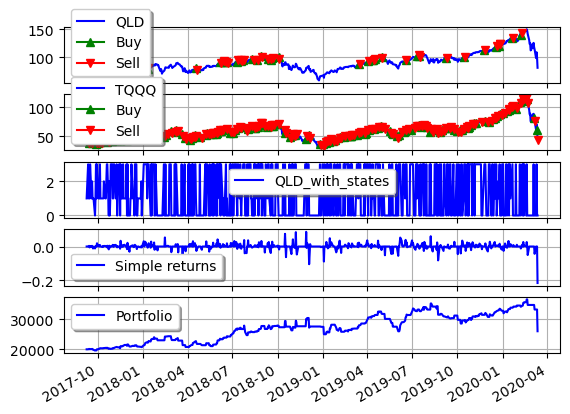 150
100
QLD
Buy
Sell
100
50
TQQQ
Buy
Sell
2
0
QLD_with_states
0.0
−0.2
Simple returns
30000
20000
Portfolio
2017-10
2018-01
2018-04
2018-07
2018-10
2019-01
2019-04
2019-07
2019-10
2020-01
2020-04